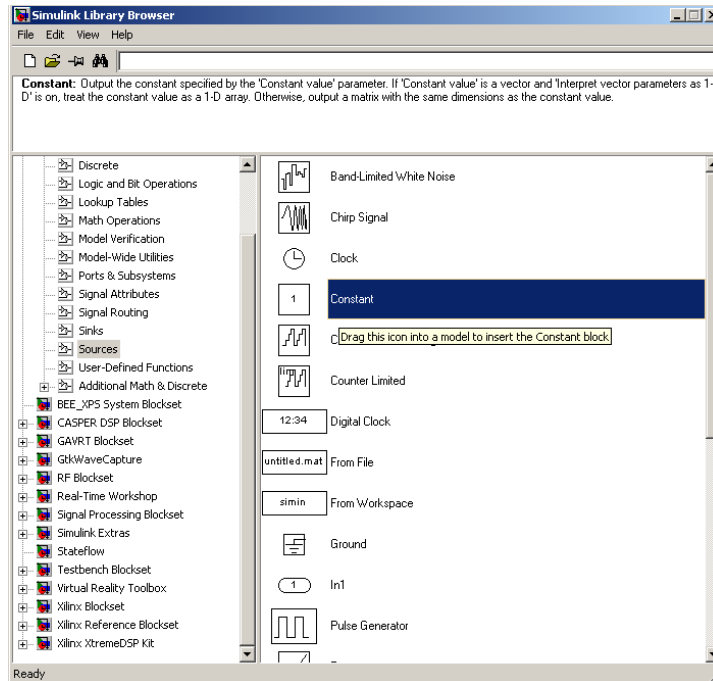 Simulink Library Browser
File Edit View Help
Constant: Output the constant specified by the 'Constant value' parameter. If 'Constant value' is a vector and 'Interpret vector parameters as 1-
D' is on, treat the constant value as a 1-D array. Otherwise, output a matrix with the same dimensions as the constant value.
Discrete
Logic and Bit Operations
Lookup Tables
Math Operations
Model Verification
Model-Wide Utilities
Ports & Subsystems
Signal Attributes
Signal Routing
Sinks
Sources
User-Defined Functions
Additional Math & Discrete
BEE_XPS System Blockset
CASPER DSP Blockset
GAVRT Blockset
GtkWaveCapture
RF Blockset
Real-Time Workshop
Signal Processing Blockset
Simulink Extras
Stateflow
Testbench Blockset
Virtual Reality Toolbox
Xilinx Blockset
Xilinx Reference Blockset
Xilinx XtremeDSP Kit
Band-Limited White Noise
Chirp Signal
Clock
1 Constant
Drag this icon into a model to insert the Constant block
lim Counter Limited
12:34 Digital Clock
untitled.mat From File
simin From Workspace
Ground
1 In1
Pulse Generator
Ready